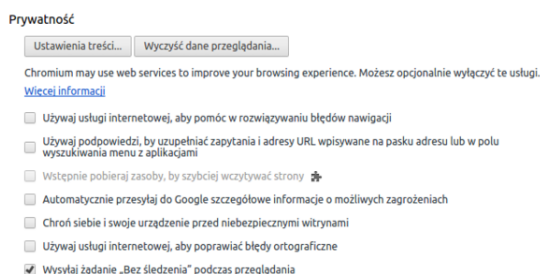 Prywatność
Ustawienia treści... Wyczyść dane przeglądania...
Chromium may use web services to improve your browsing experience. Możesz opcjonalnie wyłączyć te usługi.
Więcej informacji
Używaj usługi internetowej, aby pomóc w rozwiązywaniu błędów nawigacji
Używaj podpowiedzi, by uzupełniać zapytania i adresy URL wpisywane na pasku adresu lub w polu
wyszukiwania menu z aplikacjami
Wstępnie pobieraj zasoby, by szybciej wczytywać strony
Automatycznie przesyłaj do Google szczegółowe informacje o możliwych zagrożeniach
Chroń siebie i swoje urządzenie przed niebezpiecznymi witrynami
Używaj usługi internetowej, aby poprawiać błędy ortograficzne
Wysyłaj żądanie „Bez śledzenia” podczas przeglądania